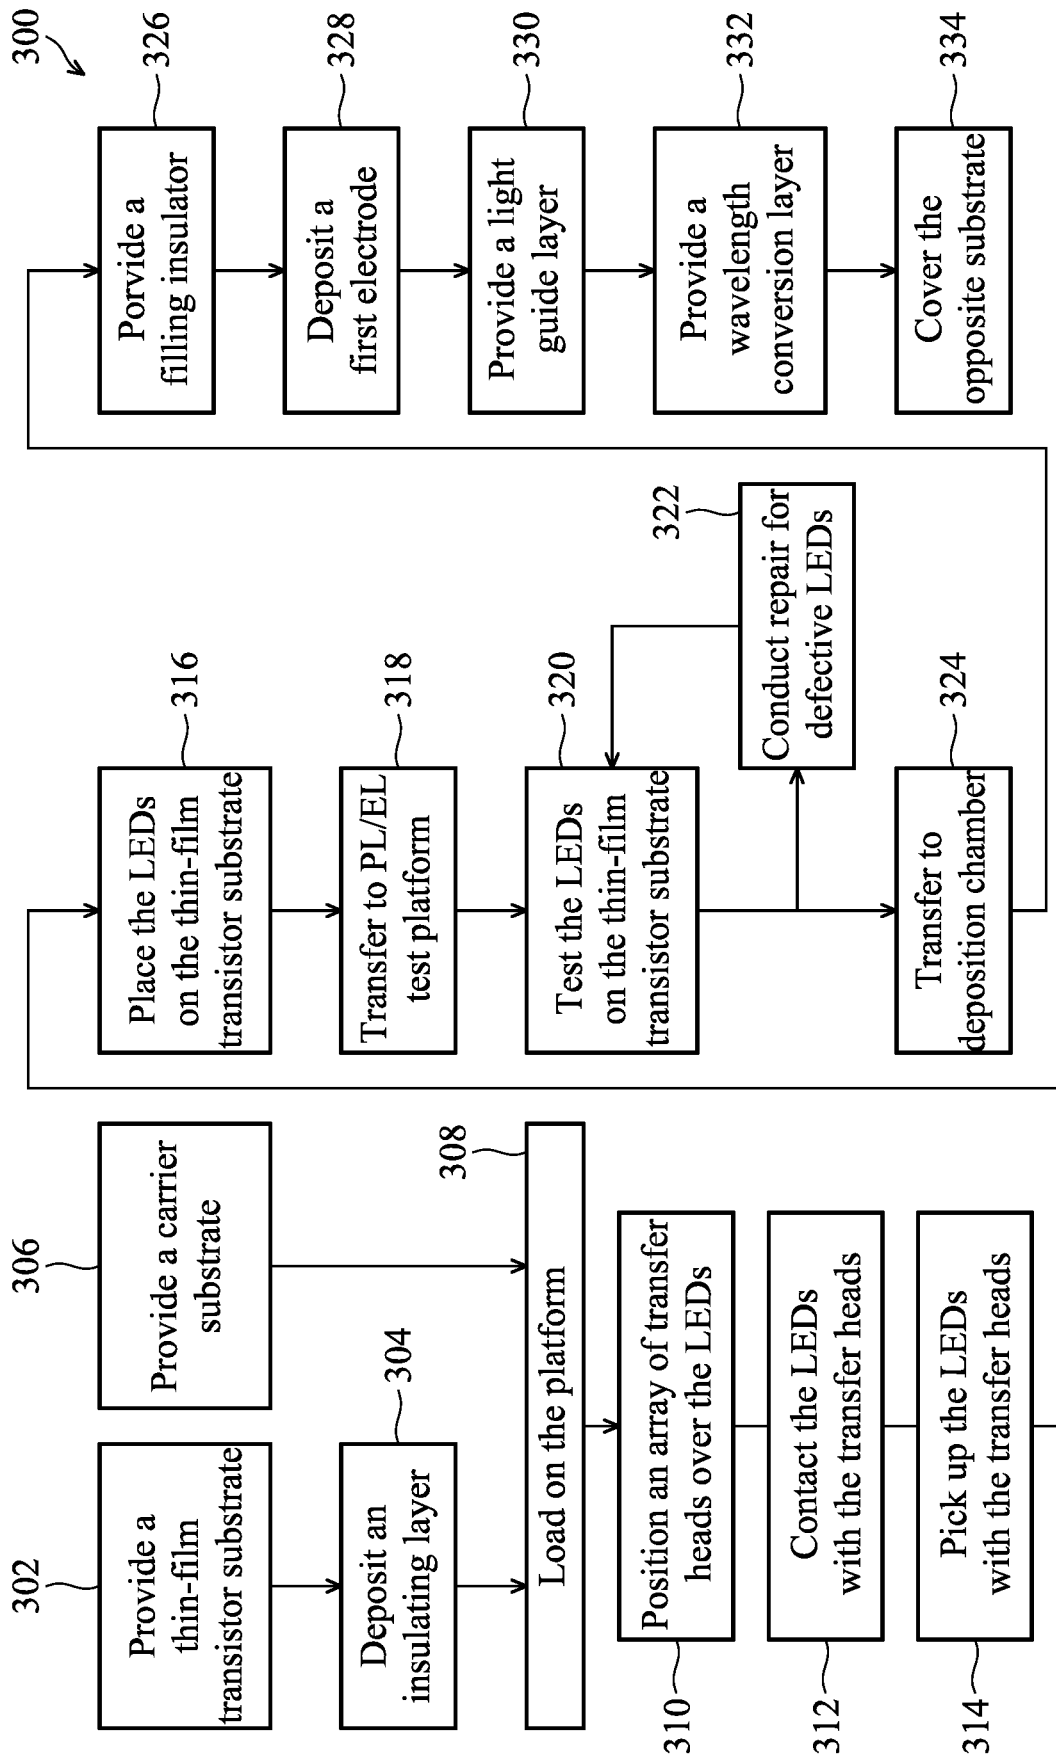 300
302
Provide a
thin-film
transistor substrate
304
Deposit an
insulating layer
306
Provide a carrier
substrate
308
Load on the platform
310
Position an array of transfer
heads over the LEDs
312
Contact the LEDs
with the transfer heads
314
Pick up the LEDs
with the transfer heads
316
Place the LEDs
on the thin-film
transistor substrate
318
Transfer to PL/EL
test platform
320
Test the LEDs
on the thin-film
transistor substrate
322
Conduct repair for
defective LEDs
324
Transfer to
deposition chamber
326
Porvide a
filling insulator
328
Deposit a
first electrode
330
Provide a light
guide layer
332
Provide a
wavelength
conversion layer
334
Cover the
opposite substrate